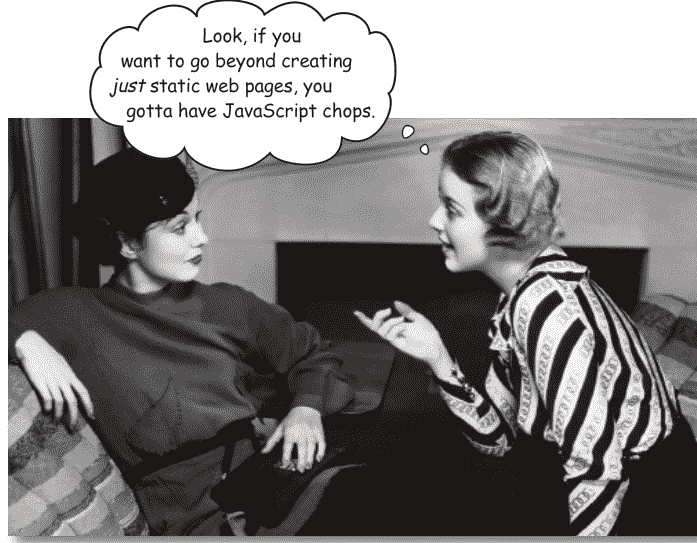 Look, if you
want to go beyond creating
just static web pages, you
gotta have JavaScript chops.